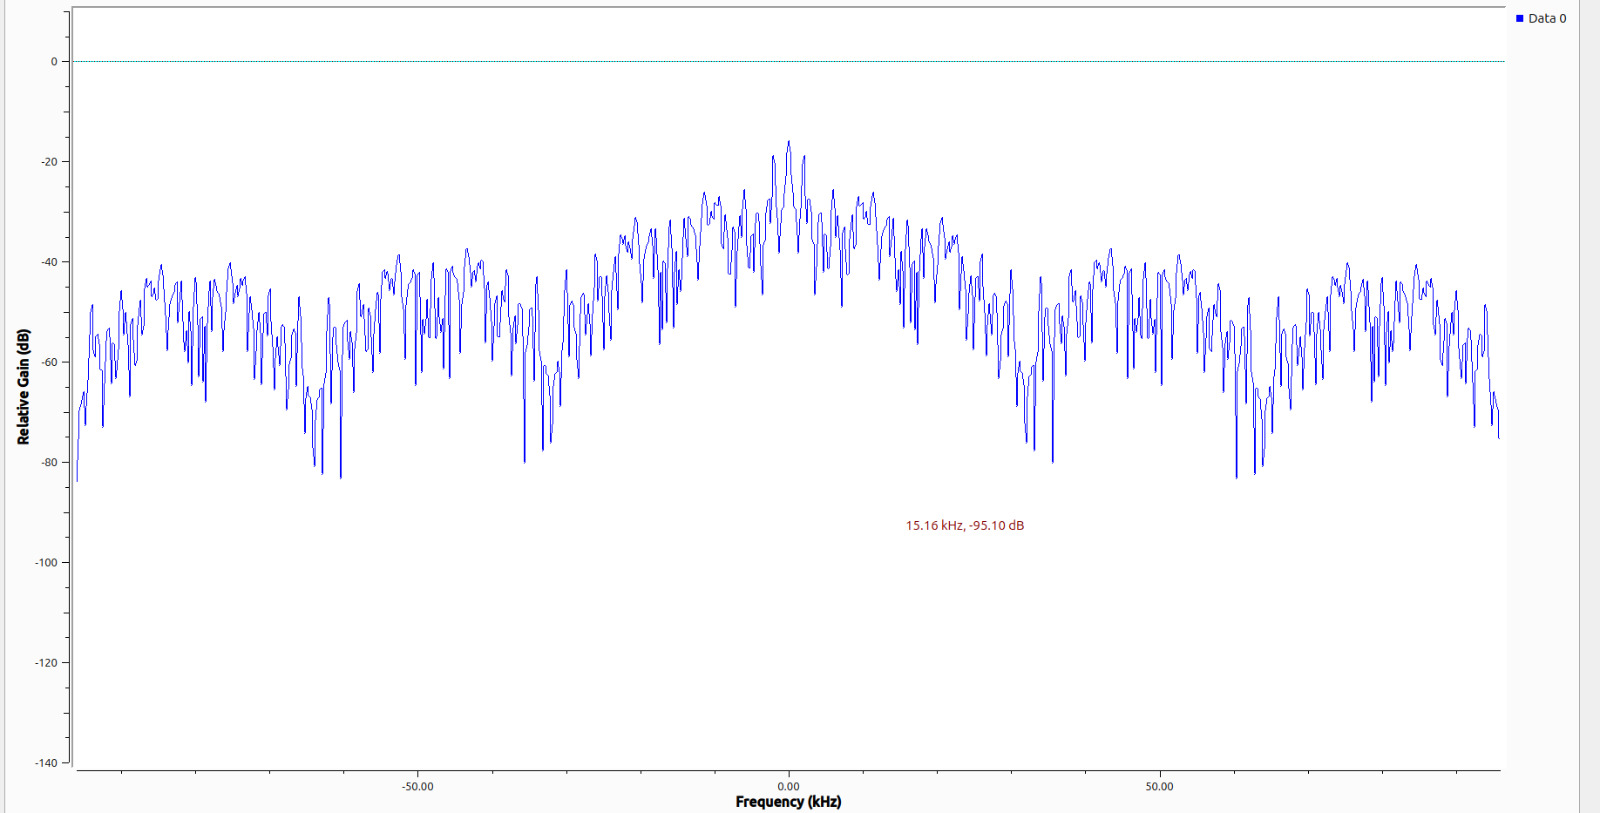 Data 0
0
-20
-40
-60
-80
-100
-120
-140
Relative Gain (dB)
15.16 kHz, -95.10 dB
-50.00
0.00
50.00
Frequency (kHz)